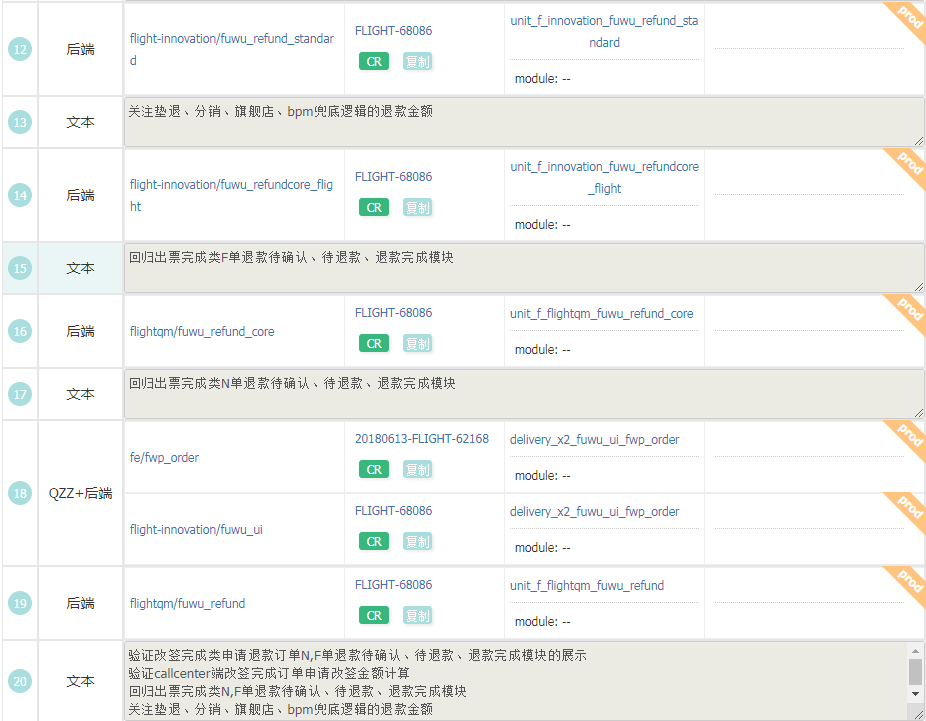 12
后端
flight-innovation/fuwu_refund_standar
d
FLIGHT-68086
CR
复制
unit_f_innovation_fuwu_refund_sta
ndard
module: --
prod
13
文本
关注垫退、分销、旗舰店、bpm兜底逻辑的退款金额
14
后端
flight-innovation/fuwu_refundcore_flig
ht
FLIGHT-68086
CR
复制
unit_f_innovation_fuwu_refundcore
_flight
module: --
prod
15
文本
回归出票完成类F单退款待确认、待退款、退款完成模块
16
后端
flightqm/fuwu_refund_core
FLIGHT-68086
CR
复制
unit_f_flightqm_fuwu_refund_core
module: --
prod
17
文本
回归出票完成类N单退款待确认、待退款、退款完成模块
18
QZZ+后端
fe/fwp_order
20180613-FLIGHT-62168
CR
复制
delivery_x2_fuwu_ui_fwp_order
module: --
prod
flight-innovation/fuwu_ui
FLIGHT-68086
CR
复制
delivery_x2_fuwu_ui_fwp_order
module: --
prod
19
后端
flightqm/fuwu_refund
FLIGHT-68086
CR
复制
unit_f_flightqm_fuwu_refund
module: --
prod
20
文本
验证改签完成类申请退款订单N,F单退款待确认、待退款、退款完成模块的展示
验证callcenter端改签完成订单申请改签金额计算
回归出票完成类N,F单退款待确认、待退款、退款完成模块
关注垫退、分销、旗舰店、bpm兜底逻辑的退款金额